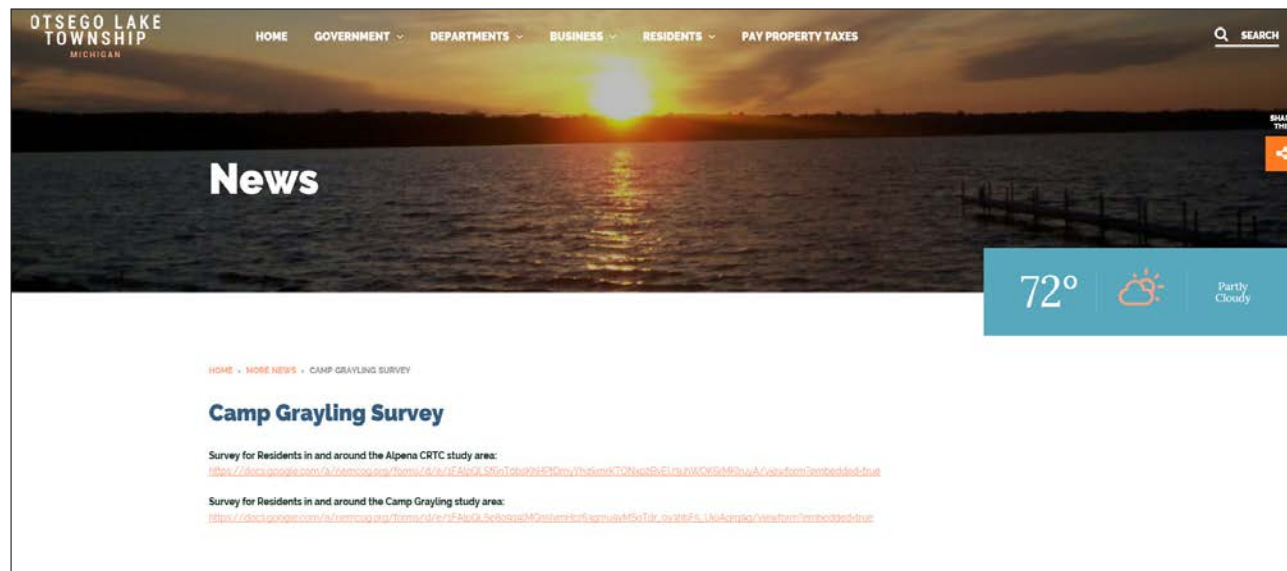 OTSEGO LAKE
TOWNSHIP
MICHIGAN
HOME GOVERNMENT DEPARTMENTS BUSINESS RESIDENTS PAY PROPERTY TAXES
SEARCH
THIS
News
72° Partly
Cloudy
HOME MORE NEWS CAMP GRAYLING SURVEY
Camp Grayling Survey
Survey for Residents in and around the Alpena CRTC study area:
Survey for Residents in and around the Camp Grayling study area: